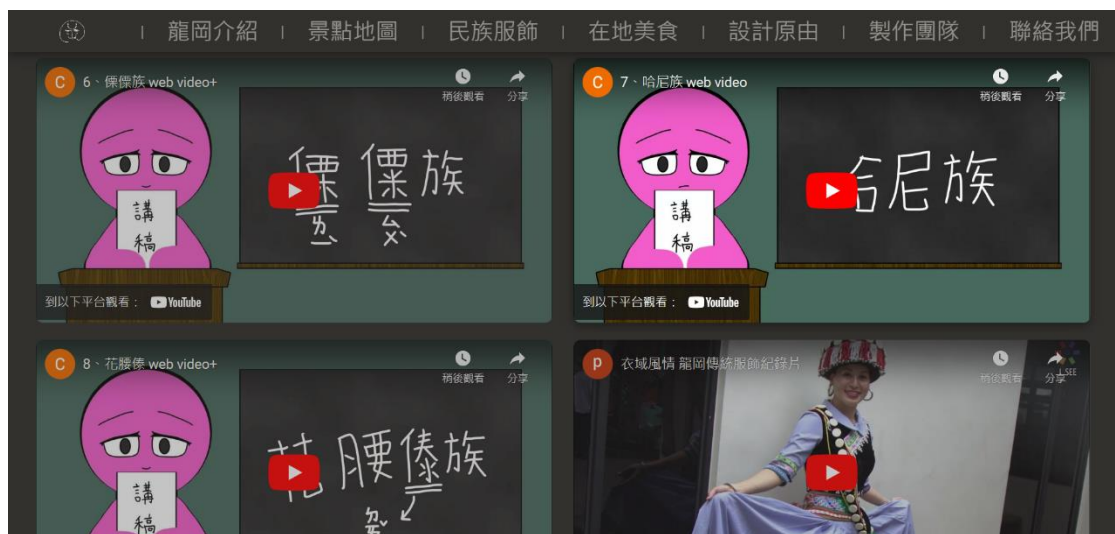 | 龍岡介紹 | 景點地圖 | 民族服飾 | 在地美食 | 設計原由 | 製作團隊 | 聯絡我們
C 6、傈僳族 web video+
稍後觀看 分享
傈僳族
講
稿
到以下平台觀看： YouTube
C 7、哈尼族 web video
稍後觀看 分享
哈尼族
講
稿
到以下平台觀看： YouTube
C 8、花腰傣 web video+
稍後觀看 分享
花腰傣族
ㄉㄞˇ
講
稿
p 衣域風情 龍岡傳統服飾紀錄片
稍後觀看 分享
I.SEE